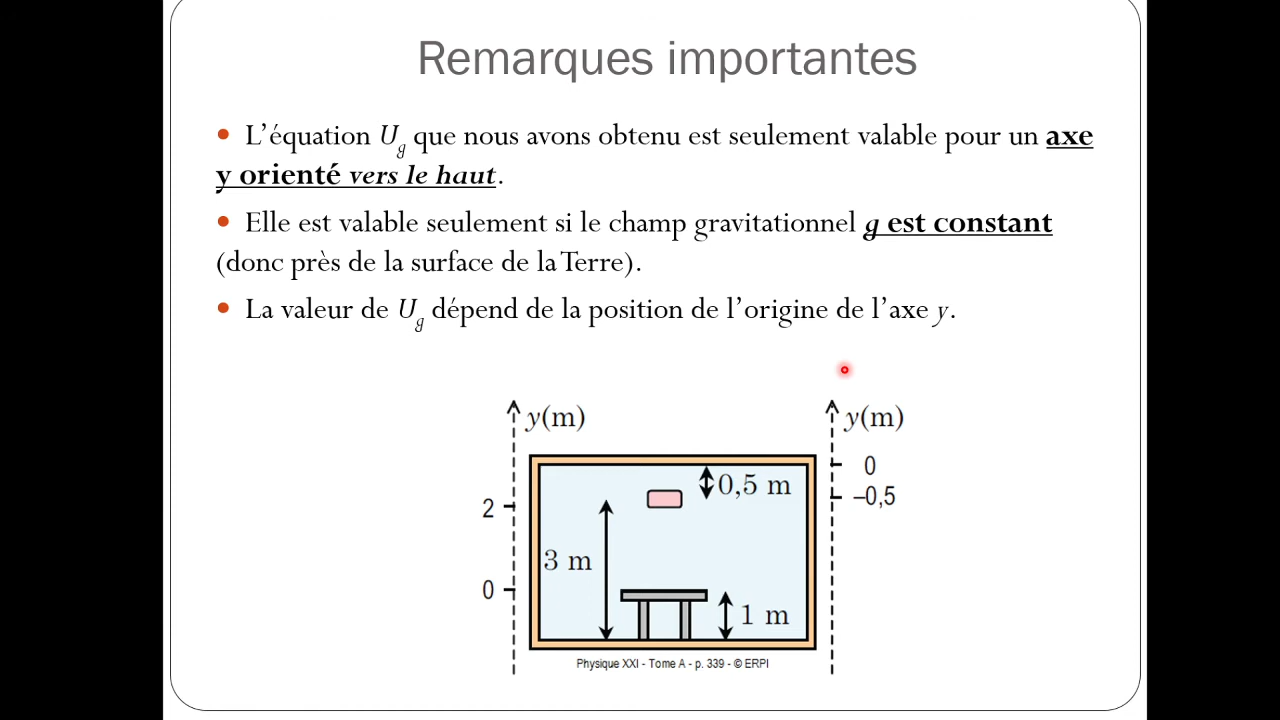 Remarques importantes
• L'équation Ug que nous avons obtenu est seulement valable pour un axe
y orienté vers le haut.
• Elle est valable seulement si le champ gravitationnel g est constant
(donc près de la surface de la Terre).
• La valeur de Ug dépend de la position de l'origine de l'axe y.
y(m)
y(m)
0
0,5 m
–0,5
2
3 m
0
1 m
Physique XXI - Tome A - p. 339 - © ERPI